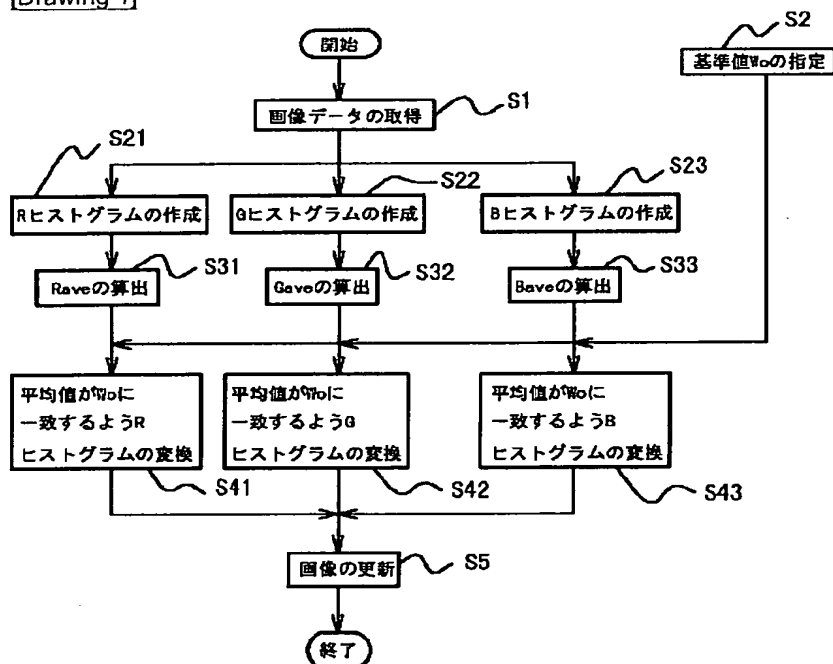 開始
S2
基準値Woの指定
S1
画像データの取得
S21
S22
S23
Rヒストグラムの作成
Gヒストグラムの作成
Bヒストグラムの作成
S31
S32
S33
Raveの算出
Gaveの算出
Baveの算出
平均値がWoに
一致するようR
ヒストグラムの変換
平均値がWoに
一致するようG
ヒストグラムの変換
平均値がWoに
一致するようB
ヒストグラムの変換
S41
S42
S43
画像の更新
S5
終了